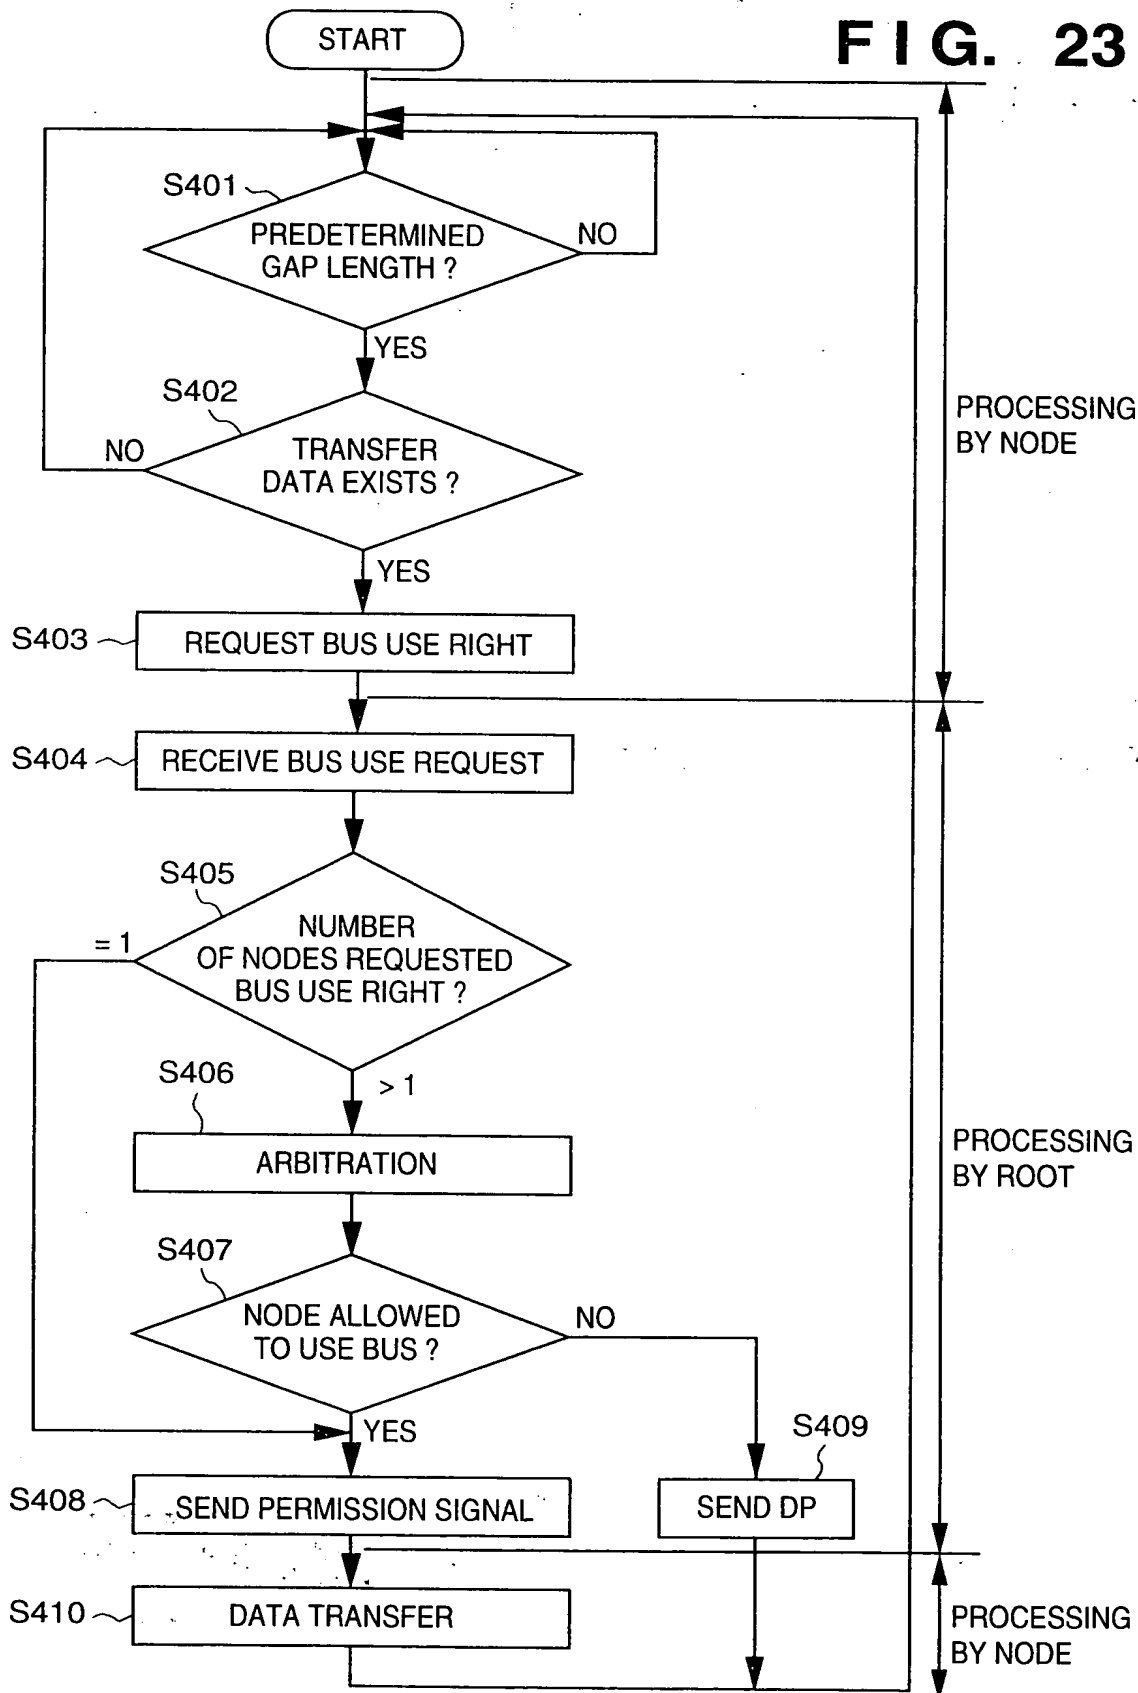 START
FIG. 23
S401
PREDETERMINED
GAP LENGTH ?
NO
YES
S402
NO
TRANSFER
DATA EXISTS ?
PROCESSING
BY NODE
YES
S403
REQUEST BUS USE RIGHT
S404
RECEIVE BUS USE REQUEST
S405
= 1
NUMBER
OF NODES REQUESTED
BUS USE RIGHT ?
> 1
S406
ARBITRATION
PROCESSING
BY ROOT
S407
NODE ALLOWED
TO USE BUS ?
NO
YES
S409
S408
SEND PERMISSION SIGNAL
SEND DP
S410
DATA TRANSFER
PROCESSING
BY NODE